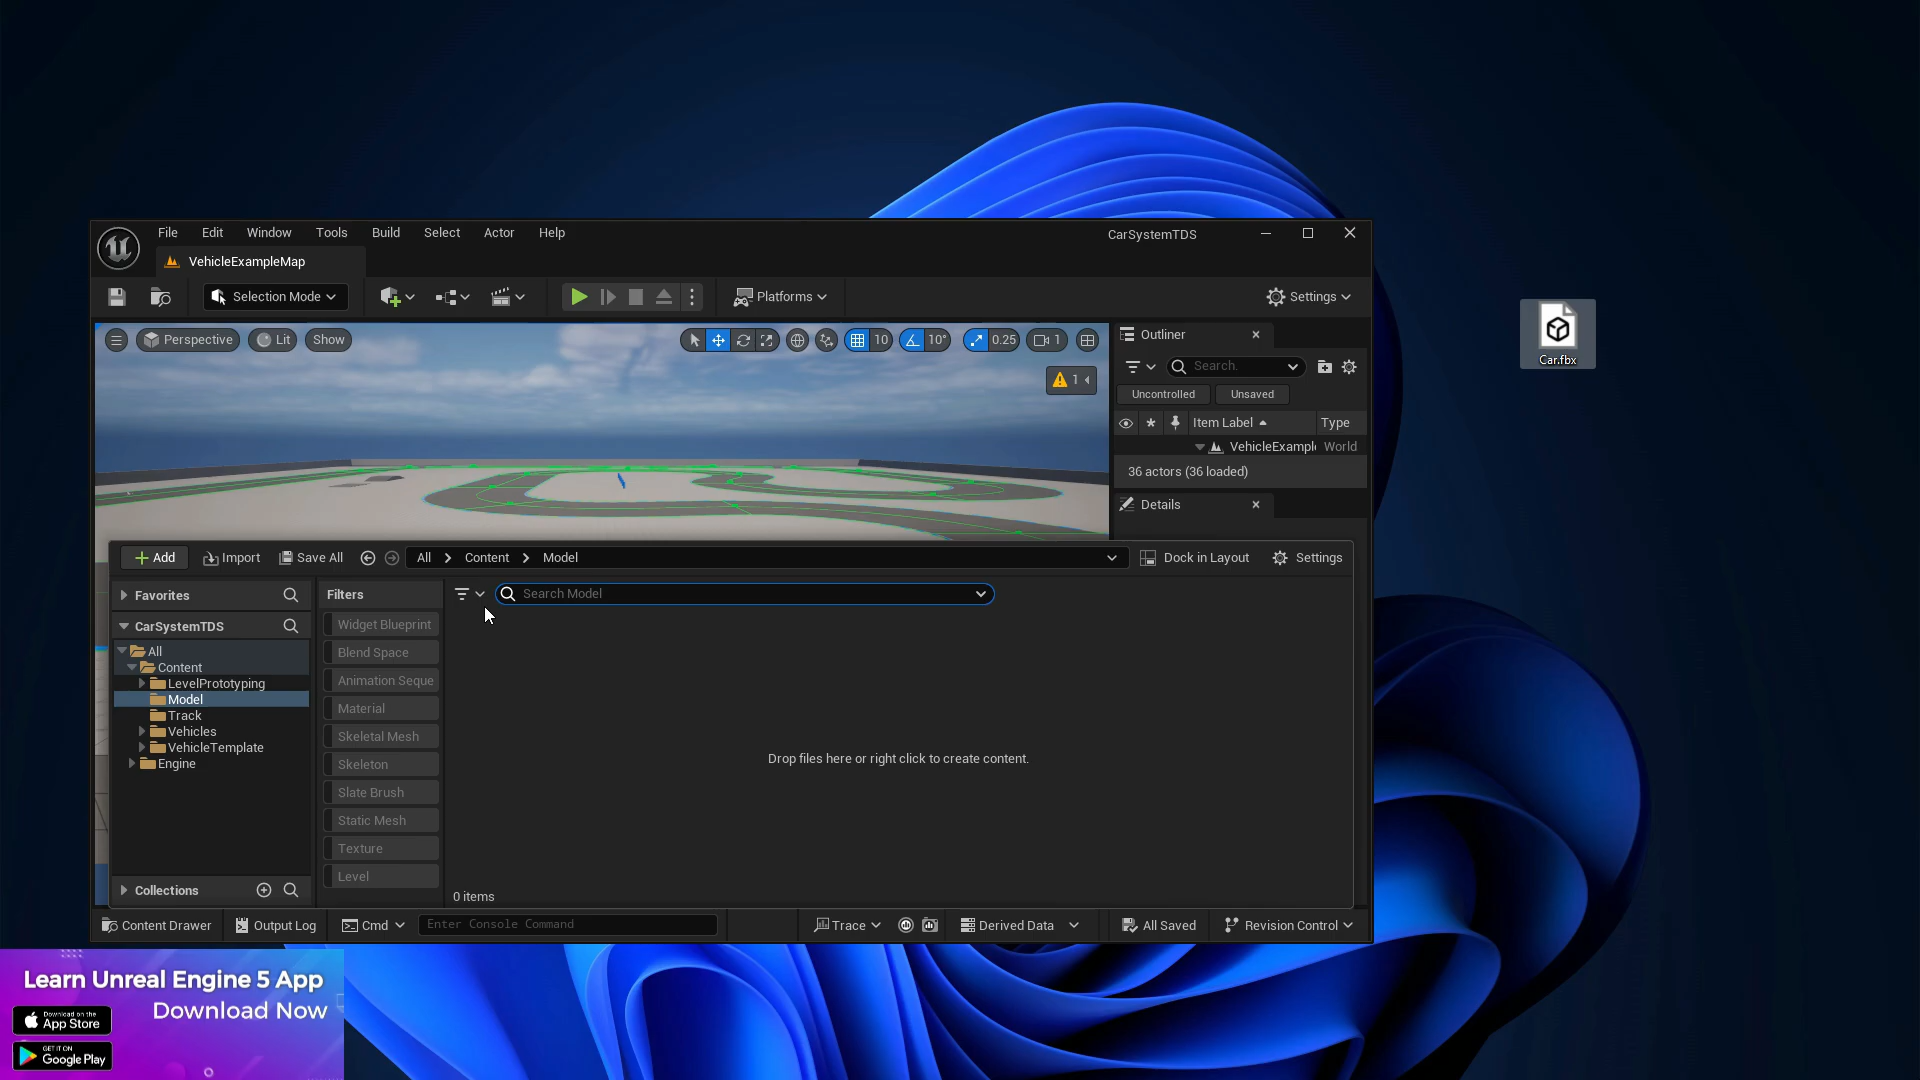 File Edit Window Tools Build Select Actor Help
CarSystemTDS
VehicleExampleMap
Selection Mode
Platforms
Settings
Perspective Lit Show
10 10° 0.25 1
1
Outliner
Search.
Uncontrolled Unsaved
Item Label Type
VehicleExampl World
36 actors (36 loaded)
Details
Car.fbx
Add Import Save All All Content Model Dock in Layout Settings
Favorites
CarSystemTDS
All
Content
LevelPrototyping
Model
Track
Vehicles
VehicleTemplate
Engine
Collections
Filters
Widget Blueprint
Blend Space
Animation Seque
Material
Skeletal Mesh
Skeleton
Slate Brush
Static Mesh
Texture
Level
Search Model
Drop files here or right click to create content.
0 items
Content Drawer Output Log Cmd Enter Console Command Trace Derived Data All Saved Revision Control
Learn Unreal Engine 5 App
Download Now
Download on the
App Store
GET IT ON
Google Play